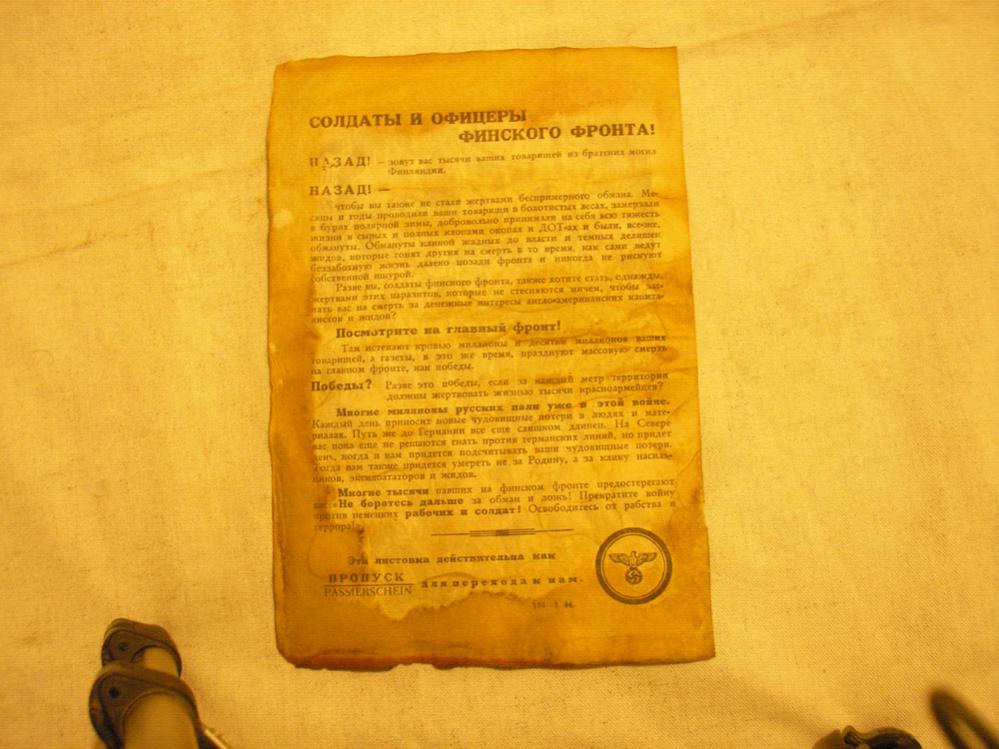 СОЛДАТЫ И ОФИЦЕРЫ
ФИНСКОГО ФРОНТА!
НАЗАД! – зовут вас тысячи ваших товарищей из братских могил
Финляндии.
НАЗАД! —
чтобы вы также не стали жертвами беспримерного обмана. Ме-
сяцы и годы проводили ваши товарищи в болотистых лесах, замерзали
в бурях полярной зимы, добровольно принимали на себя всю тяжесть
жизни в сырых и полных клопами окопах и ДОТ-ах и были, все-же,
обмануты. Обмануты кликой жадных до власти и темных делишек
жидов, которые гонят других на смерть в то время, как сами ведут
беззаботную жизнь далеко позади фронта и никогда не рискуют
собственной шкурой.
Разве вы, солдаты финского фронта, также хотите стать, однажды,
жертвами этих паразитов, которые не стесняются ничем, чтобы заг-
нать вас на смерть за денежные интересы англо-американских капита-
листов и жидов?
Посмотрите на главный фронт!
Там истекают кровью миллионы и десятки миллионов ваших
товарищей, а газеты, в это же время, празднуют массовую смерть
на главном фронте, как победы.
Победы? Разве это победы, если за каждый метр территории
должны жертвовать жизнью тысячи красноармейцев?
Многие миллионы русских пали уже в этой войне.
Каждый день приносит новые чудовищные потери в людях и мате-
риалах. Путь же до Германии все еще слишком длинен. На Севере
вас пока еще не решаются гнать против германских линий, но придет
день, когда и вам придется подсчитывать ваши чудовищные потери.
Тогда вам также придется умереть не за Родину, а за клику насиль-
ников, эксплоататоров и жидов.
Многие тысячи павших на финском фронте предостерегают
вас: «Не боритесь дальше за обман и ложь! Прекратите войну
против немецких рабочих и солдат! Освободитесь от рабства и
террора!»
Эта листовка действительна как
ПРОПУСК
PASSIERSCHEIN
для перехода к нам.
44.